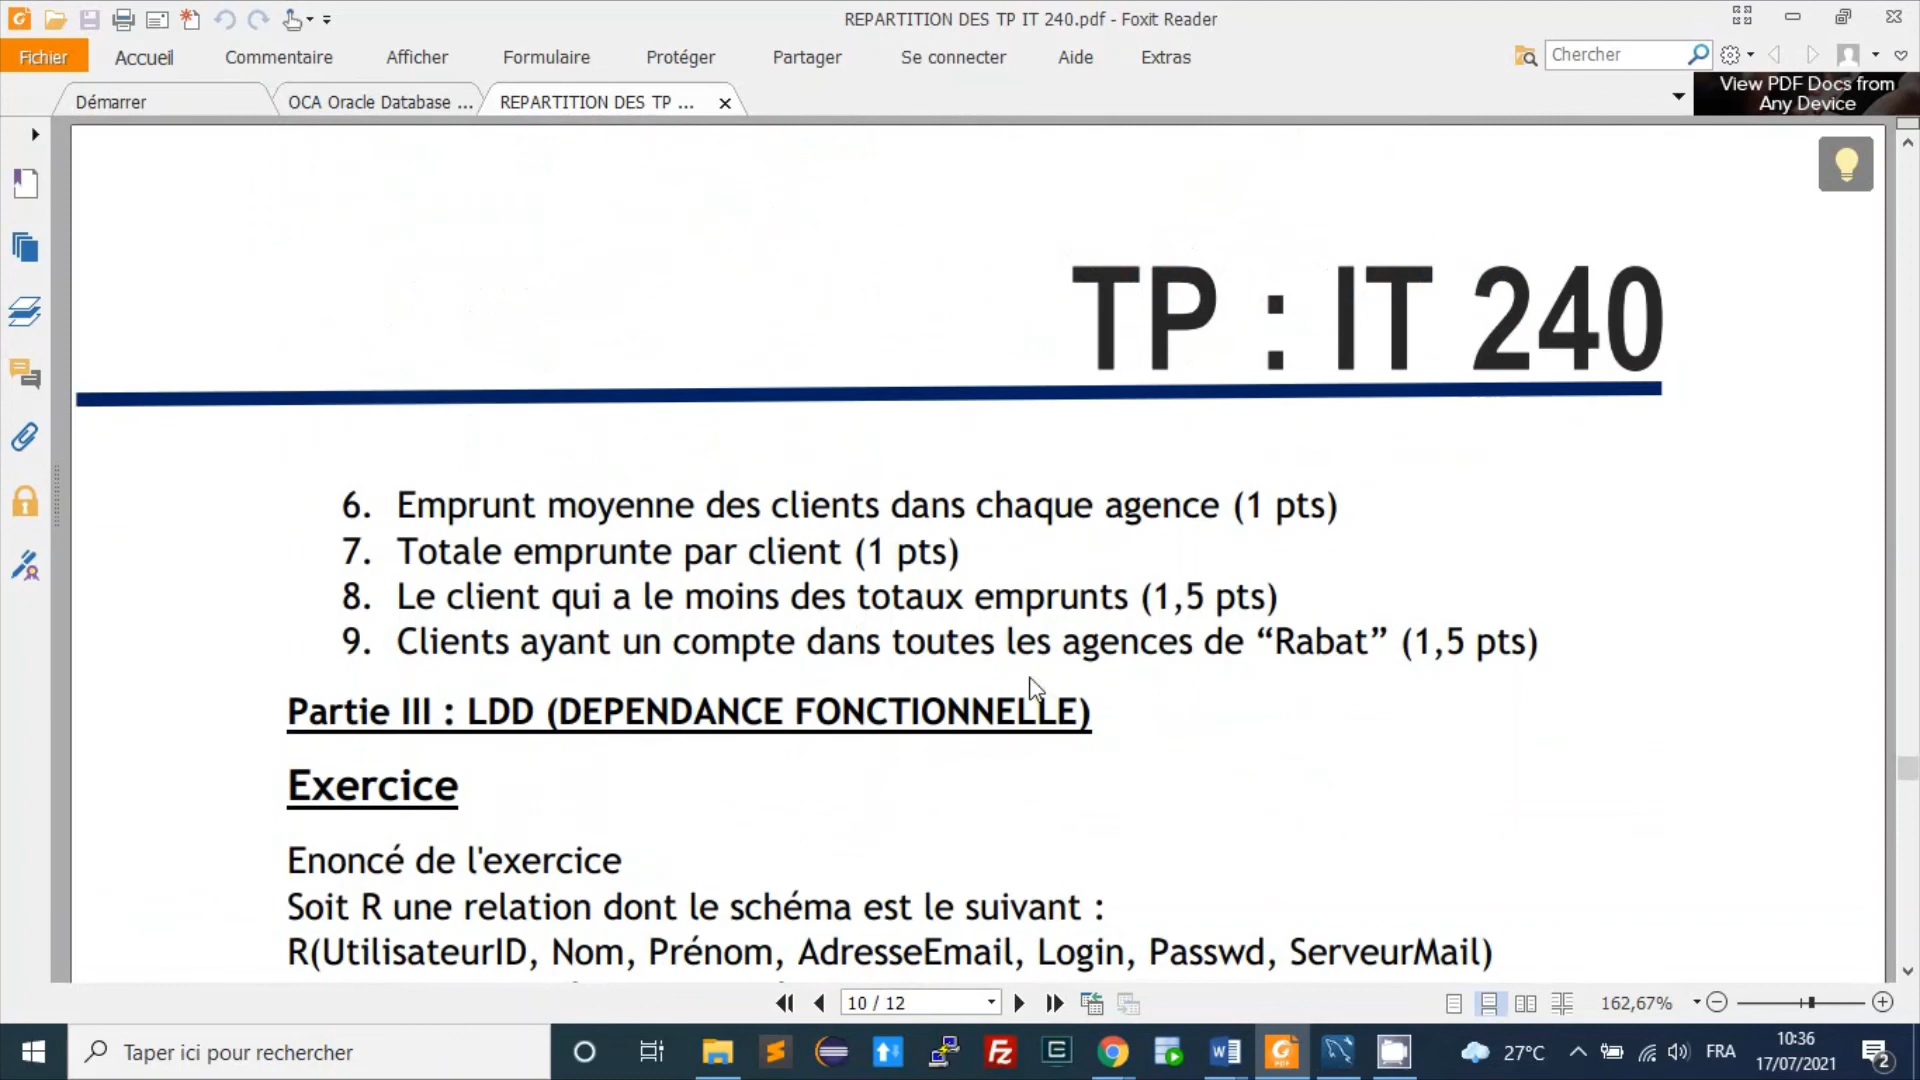 REPARTITION DES TP IT 240.pdf - Foxit Reader
Fichier Accueil Commentaire Afficher Formulaire Protéger Partager Se connecter Aide Extras Chercher
Démarrer OCA Oracle Database ... REPARTITION DES TP ...
View PDF Docs from
Any Device
TP : IT 240
6. Emprunt moyenne des clients dans chaque agence (1 pts)
7. Totale emprunte par client (1 pts)
8. Le client qui a le moins des totaux emprunts (1,5 pts)
9. Clients ayant un compte dans toutes les agences de “Rabat” (1,5 pts)
Partie III : LDD (DEPENDANCE FONCTIONNELLE)
Exercice
Enoncé de l'exercice
Soit R une relation dont le schéma est le suivant :
R(UtilisateurID, Nom, Prénom, AdresseEmail, Login, Passwd, ServeurMail)
10 / 12 162,67%
Taper ici pour rechercher 27°C FRA 10:36
17/07/2021 2